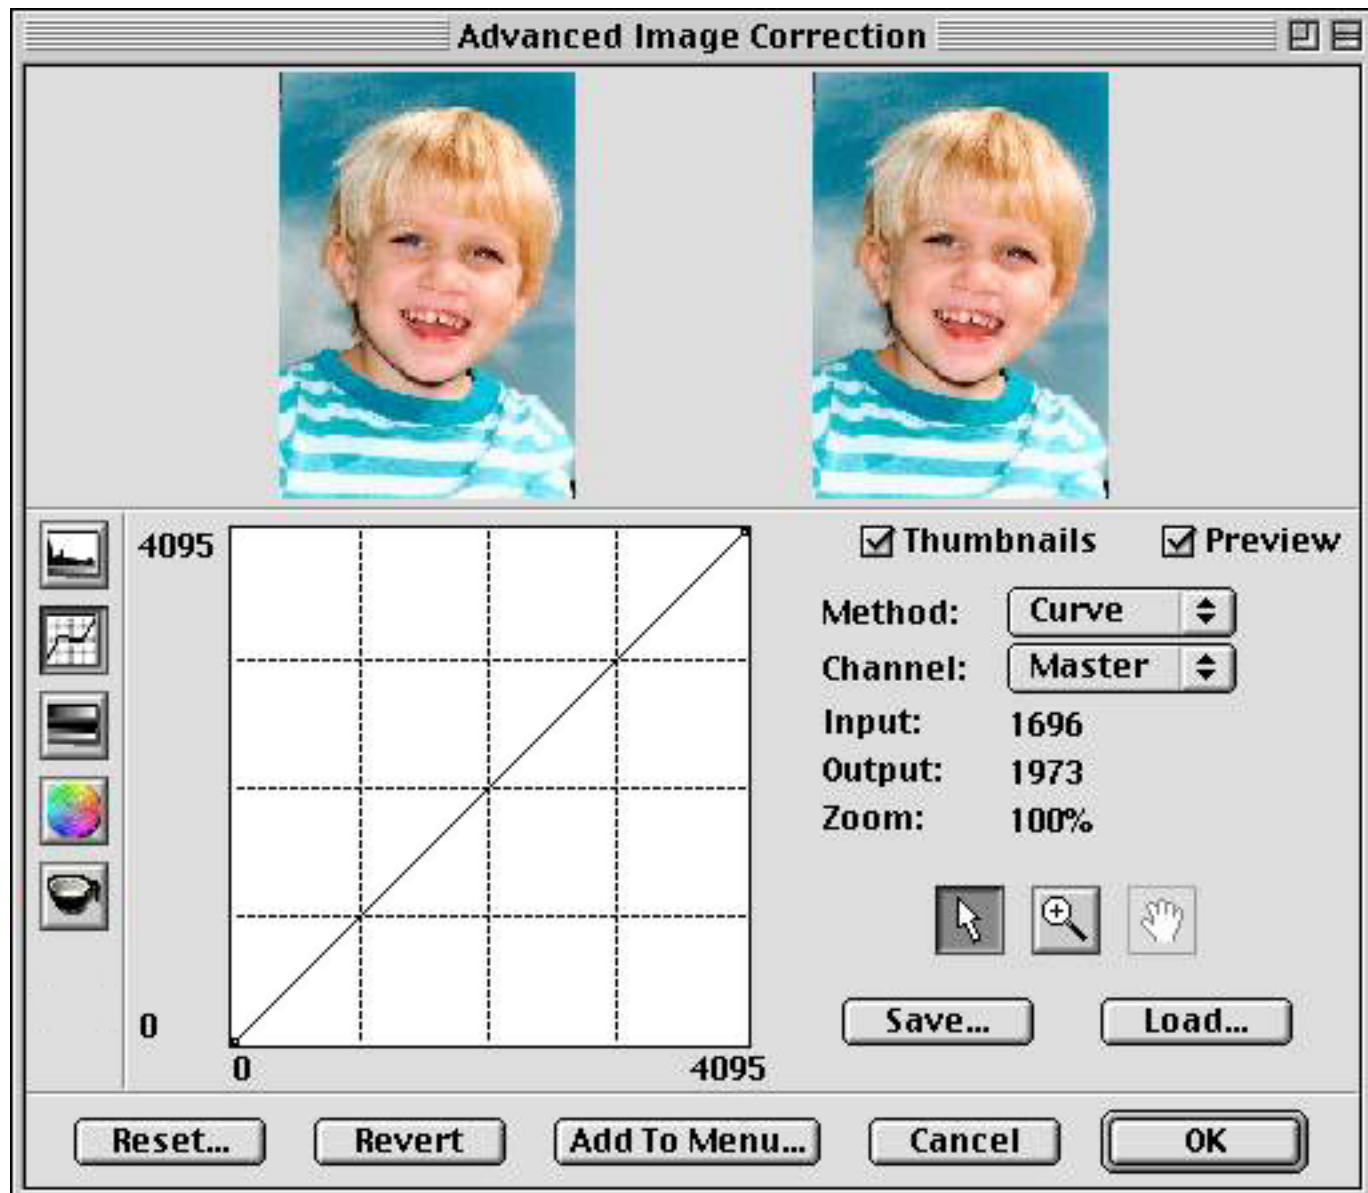 Advanced Image Correction
4095
0
0 4095
Thumbnails Preview
Method: Curve
Channel: Master
Input: 1696
Output: 1973
Zoom: 100%
Save... Load...
Reset... Revert Add To Menu... Cancel OK